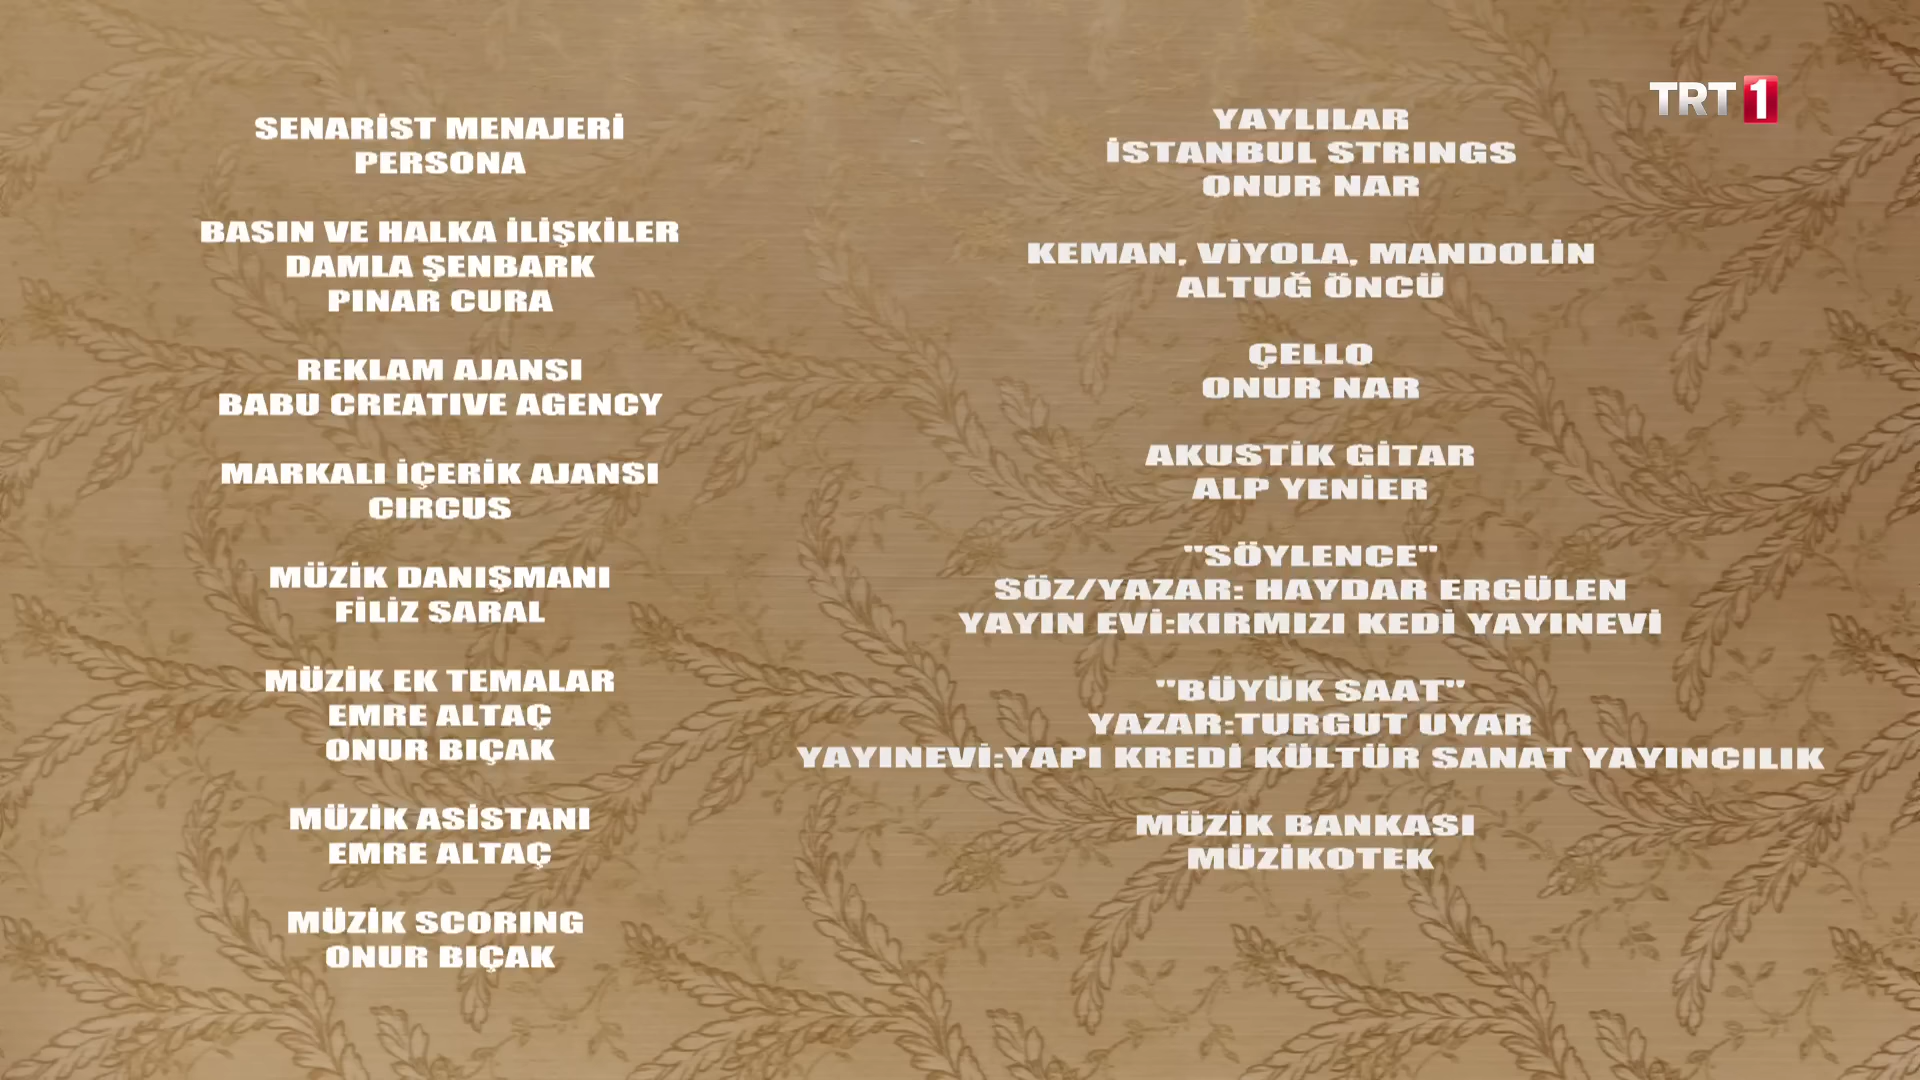 SENARİST MENAJERİ
PERSONA
BASIN VE HALKA İLİŞKİLER
DAMLA ŞENBARK
PINAR CURA
REKLAM AJANSI
BABU CREATIVE AGENCY
MARKALI İÇERİK AJANSI
CIRCUS
MÜZİK DANIŞMANI
FİLİZ SARAL
MÜZİK EK TEMALAR
EMRE ALTAÇ
ONUR BIÇAK
MÜZİK ASİSTANI
EMRE ALTAÇ
MÜZİK SCORING
ONUR BIÇAK
YAYLILAR
İSTANBUL STRINGS
ONUR NAR
KEMAN, VİYOLA, MANDOLİN
ALTUĞ ÖNCÜ
ÇELLO
ONUR NAR
AKUSTİK GİTAR
ALP YENİER
"SÖYLENCE"
SÖZ/YAZAR: HAYDAR ERGÜLEN
YAYIN EVİ:KIRMIZI KEDİ YAYINEVİ
"BÜYÜK SAAT"
YAZAR:TURGUT UYAR
YAYINEVİ:YAPI KREDİ KÜLTÜR SANAT YAYINCILIK
MÜZİK BANKASI
MÜZİKOTEK
TRT 1